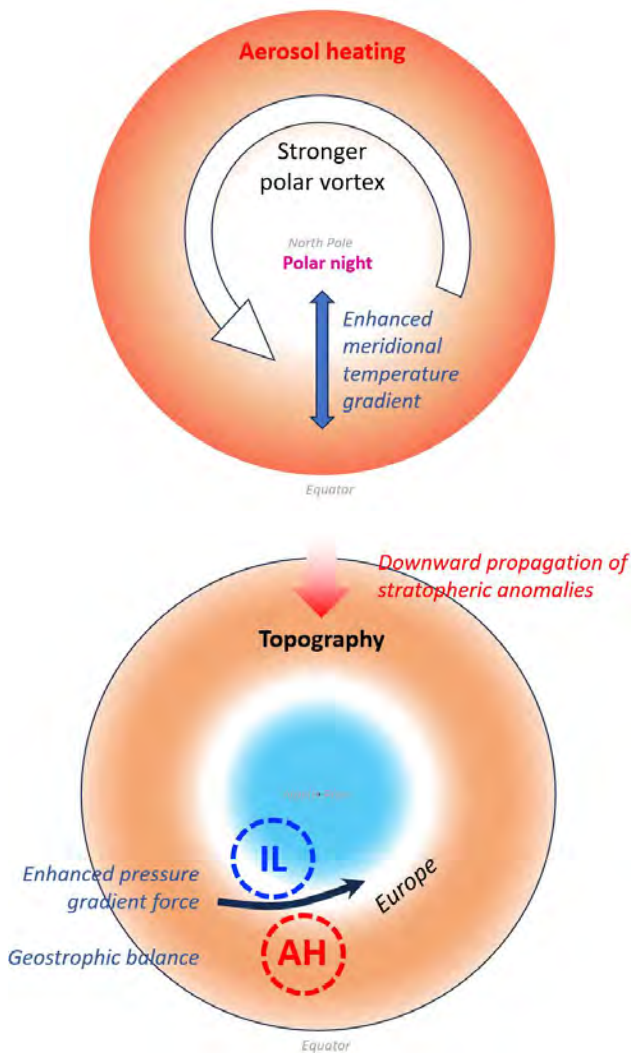 Aerosol heating
Stronger
polar vortex
North Pole
Polar night
Enhanced
meridional
temperature
gradient
Equator
Downward propagation of
stratopheric anomalies
Topography
IL
Enhanced pressure
gradient force
Europe
Geostrophic balance
AH
Equator